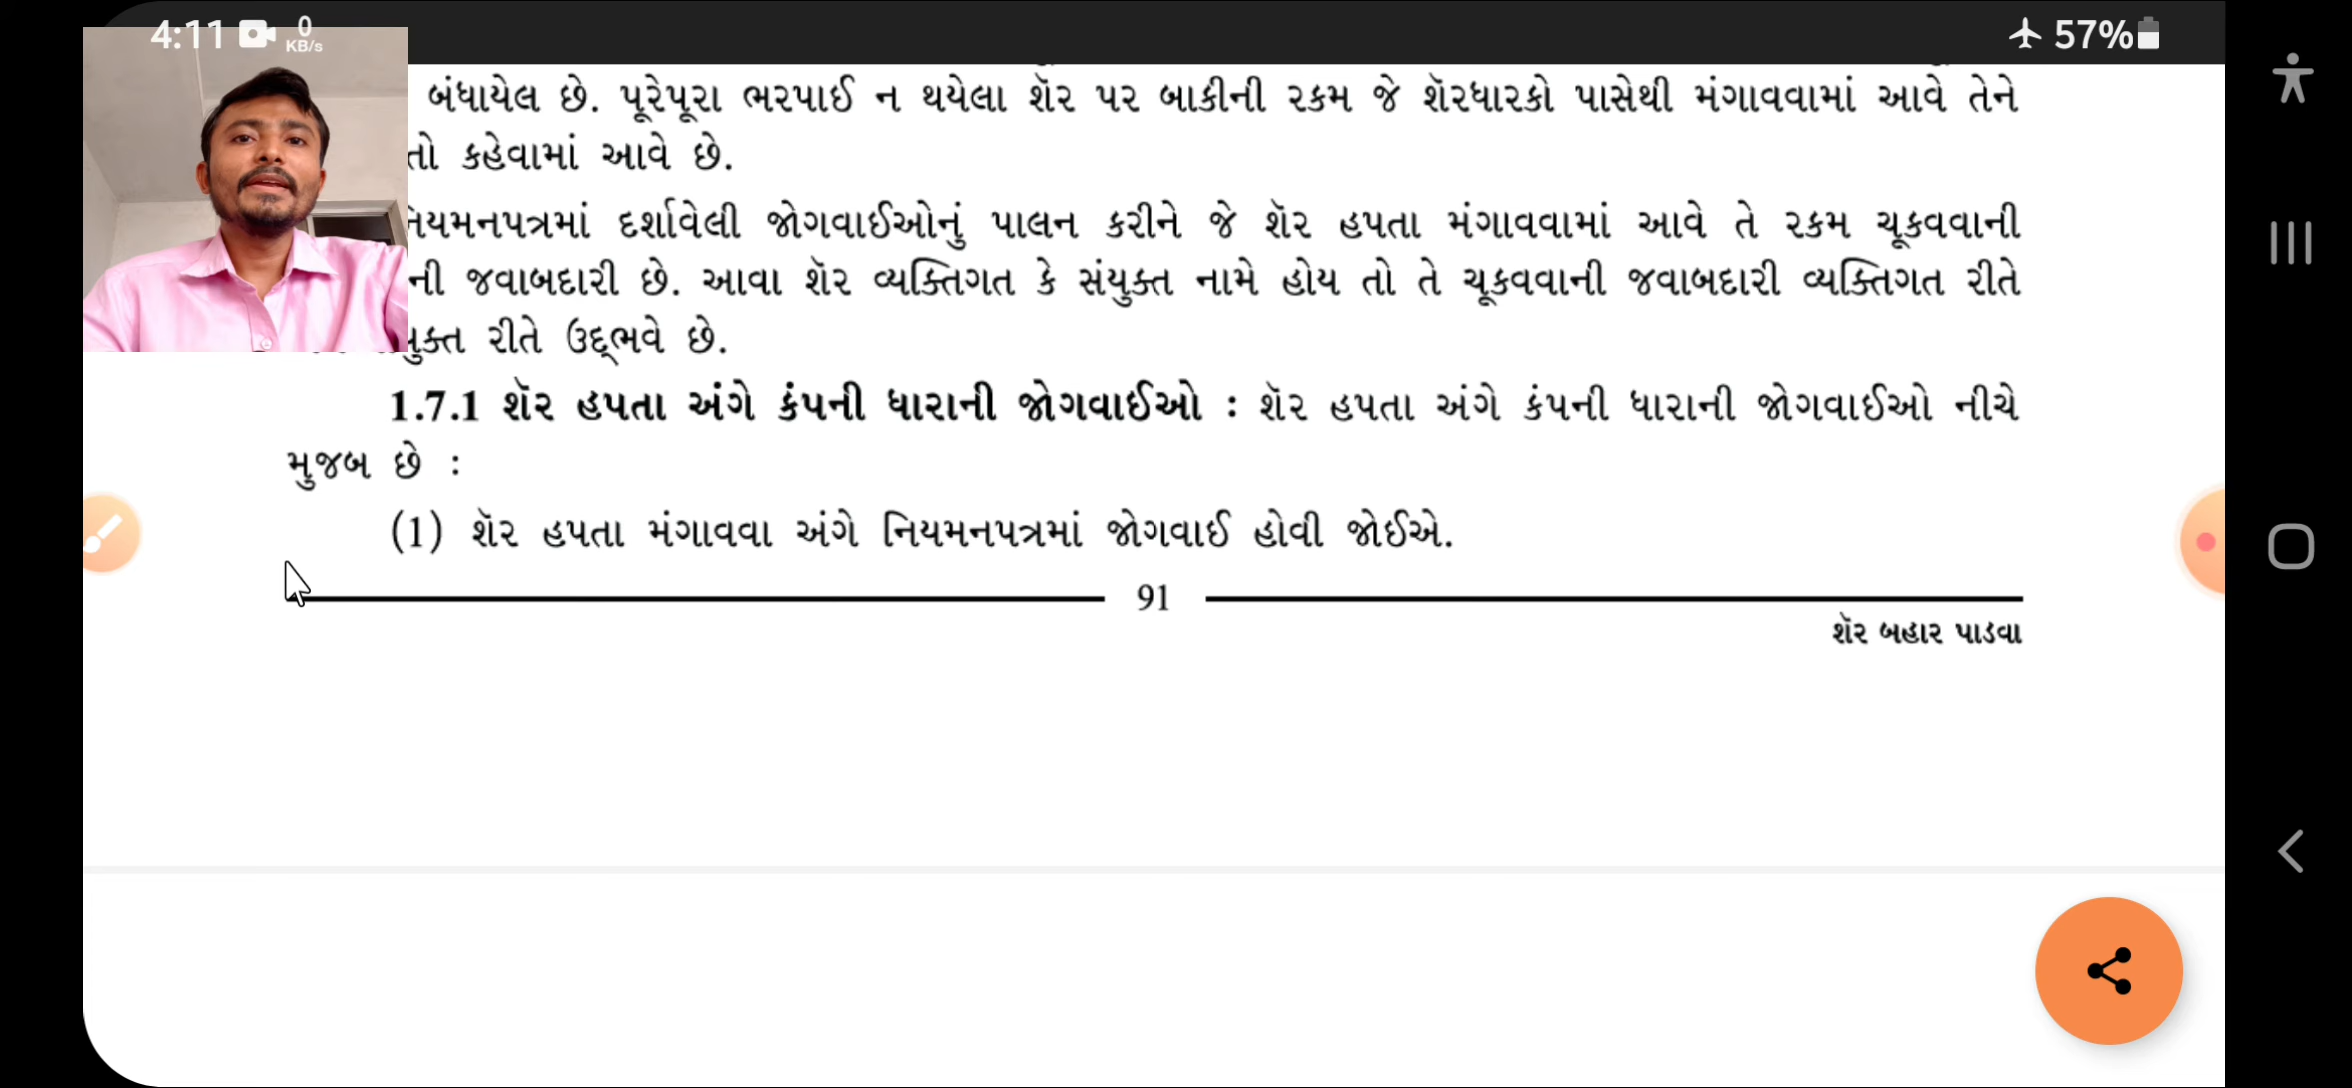 4:11 0 KB/s 57%
બંધાયેલ છે. પૂરેપૂરા ભરપાઈ ન થયેલા શૅર પર બાકીની રકમ જે શૅરધારકો પાસેથી મંગાવવામાં આવે તેને
કહેવામાં આવે છે.
દર્શાવેલી જોગવાઈઓનું પાલન કરીને જે શૅર હપતા મંગાવવામાં આવે તે રકમ ચૂકવવાની
જવાબદારી છે. આવા શૅર વ્યક્તિગત કે સંયુક્ત નામે હોય તો તે ચૂકવવાની જવાબદારી વ્યક્તિગત રીતે
રીતે ઉદ્ભવે છે.
1.7.1 શૅર હપતા અંગે કંપની ધારાની જોગવાઈઓ : શૅર હપતા અંગે કંપની ધારાની જોગવાઈઓ નીચે
મુજબ છે :
(1) શૅર હપતા મંગાવવા અંગે નિયમનપત્રમાં જોગવાઈ હોવી જોઈએ.
91
શૅર બહાર પાડવા